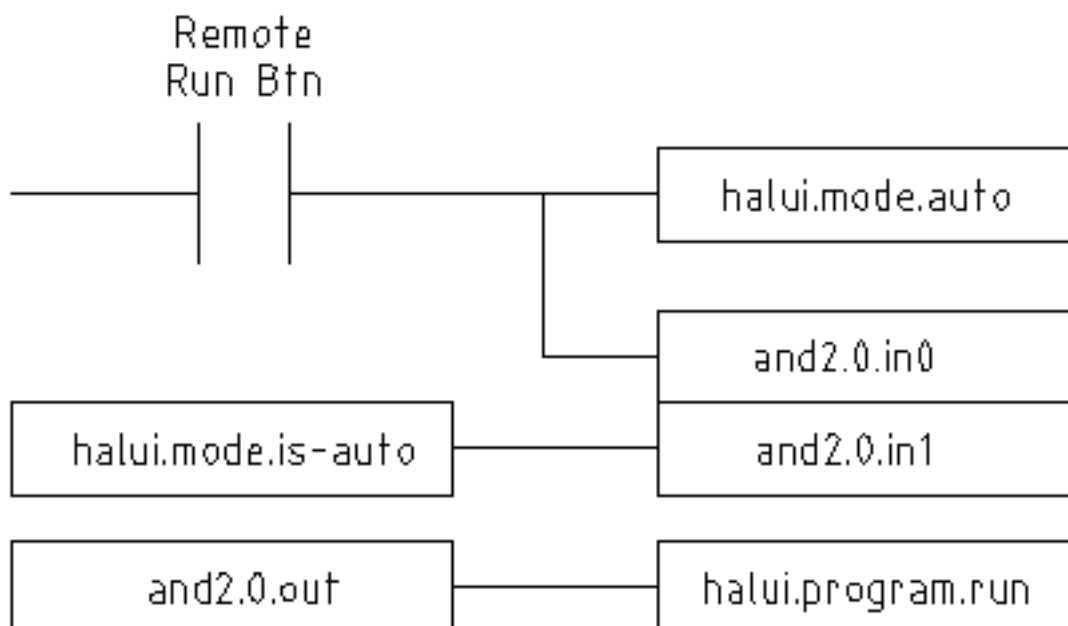 Remote
Run Btn
halui.mode.auto
and2.0.in0
halui.mode.is-auto
and2.0.in1
and2.0.out
halui.program.run